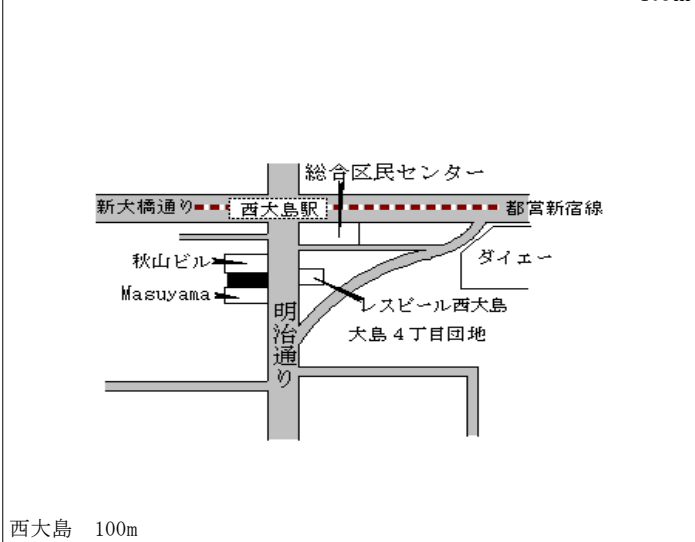 総合区民センター
新大橋通り
西大島駅
都営新宿線
秋山ビル
ダイエー
Masuyama
レスビール西大島
明治通り
大島4丁目団地
西大島 100m